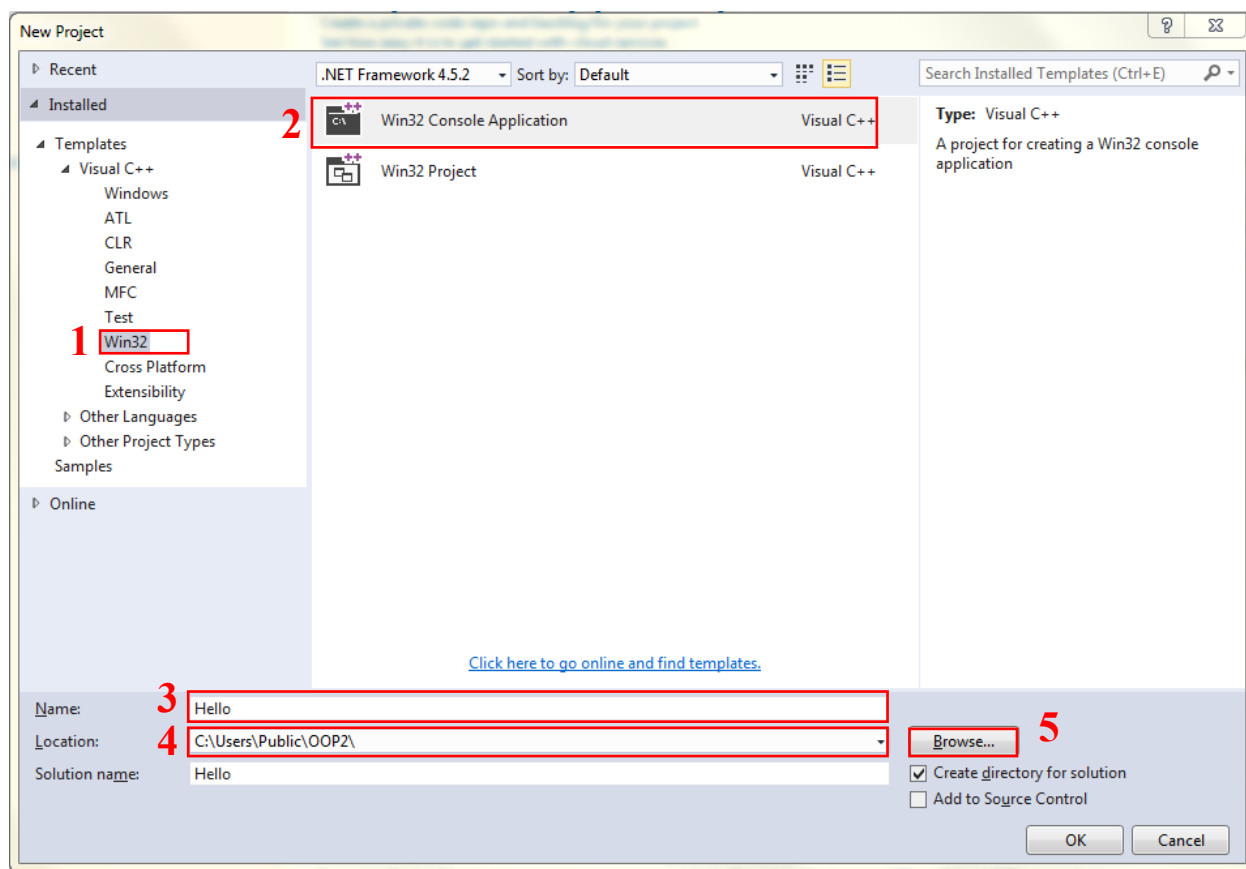 New Project
Recent
.NET Framework 4.5.2 Sort by: Default
Search Installed Templates (Ctrl+E)
Installed
Templates
Visual C++
Windows
ATL
CLR
General
MFC
Test
1 Win32
Cross Platform
Extensibility
Other Languages
Other Project Types
Samples
Online
2 Win32 Console Application Visual C++
Win32 Project Visual C++
Click here to go online and find templates.
Type: Visual C++
A project for creating a Win32 console
application
Name: 3 Hello
Location: 4 C:\Users\Public\OOP2\
Browse... 5
Solution name: Hello
Create directory for solution
Add to Source Control
OK Cancel